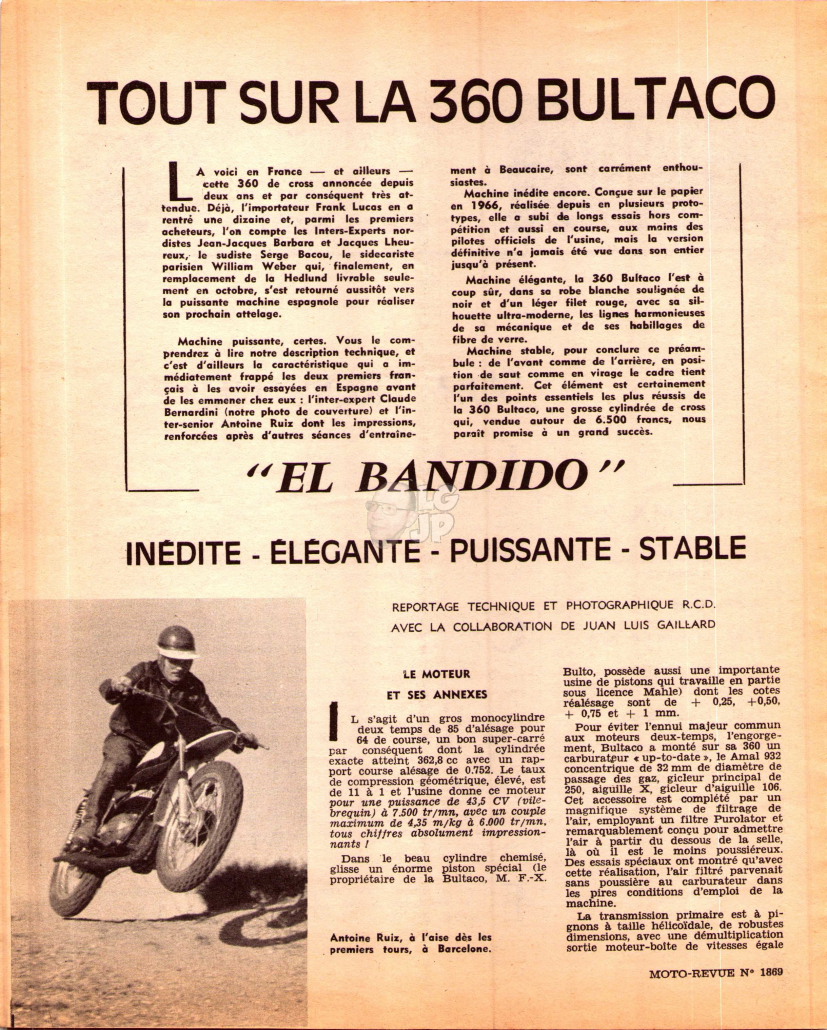 TOUT SUR LA 360 BULTACO
LA voici en France — et ailleurs —
cette 360 de cross annoncée depuis
deux ans et par conséquent très at-
tendue. Déjà, l'importateur Frank Lucas en a
rentré une dizaine et, parmi les premiers
acheteurs, l'on compte les Inters-Experts nor-
distes Jean-Jacques Barbara et Jacques Lheu-
reux, le sudiste Serge Bacou, le sidecariste
parisien William Weber qui, finalement, en
remplacement de la Hedlund livrable seule-
ment en octobre, s'est retourné aussitôt vers
la puissante machine espagnole pour réaliser
son prochain attelage.
Machine puissante, certes. Vous le com-
prendrez à lire notre description technique, et
c'est d'ailleurs la caractéristique qui a im-
médiatement frappé les deux premiers fran-
çais à les avoir essayées en Espagne avant
de les emmener chez eux : l'inter-expert Claude
Bernardini (notre photo de couverture) et l'in-
ter-senior Antoine Ruiz dont les impressions,
renforcées après d'autres séances d'entraîne-
ment à Beaucaire, sont carrément enthou-
siastes.
Machine inédite encore. Conçue sur le papier
en 1966, réalisée depuis en plusieurs proto-
types, elle a subi de longs essais hors com-
pétition et aussi en course, aux mains des
pilotes officiels de l'usine, mais la version
définitive n'a jamais été vue dans son entier
jusqu'à présent.
Machine élégante, la 360 Bultaco l'est à
coup sûr, dans sa robe blanche soulignée de
noir et d'un léger filet rouge, avec sa sil-
houette ultra-moderne, les lignes harmonieuses
de sa mécanique et de ses habillages de
fibre de verre.
Machine stable, pour conclure ce préam-
bule : de l'avant comme de l'arrière, en posi-
tion de saut comme en virage le cadre tient
parfaitement. Cet élément est certainement
l'un des points essentiels les plus réussis de
la 360 Bultaco, une grosse cylindrée de cross
qui, vendue autour de 6.500 francs, nous
paraît promise à un grand succès.
"EL BANDIDO"
LG
JP
INÉDITE - ÉLÉGANTE - PUISSANTE - STABLE
REPORTAGE TECHNIQUE ET PHOTOGRAPHIQUE R.C.D.
AVEC LA COLLABORATION DE JUAN LUIS GAILLARD
LE MOTEUR
ET SES ANNEXES
IL s'agit d'un gros monocylindre
deux temps de 85 d'alésage pour
64 de course, un bon super-carré
par conséquent dont la cylindrée
exacte atteint 362,8 cc avec un rap-
port course alésage de 0.752. Le taux
de compression géométrique, élevé, est
de 11 à 1 et l'usine donne ce moteur
pour une puissance de 43,5 CV (vile-
brequin) à 7.500 tr/mn, avec un couple
maximum de 4,35 m/kg à 6.000 tr/mn,
tous chiffres absolument impression-
nants !
Dans le beau cylindre chemisé,
glisse un énorme piston spécial (le
propriétaire de la Bultaco, M. F.-X.
Bulto, possède aussi une importante
usine de pistons qui travaille en partie
sous licence Mahle) dont les cotes
réalésage sont de + 0,25, +0,50,
+ 0,75 et + 1 mm.
Pour éviter l'ennui majeur commun
aux moteurs deux-temps, l'engorge-
ment, Bultaco a monté sur sa 360 un
carburateur « up-to-date », le Amal 932
concentrique de 32 mm de diamètre de
passage des gaz, gicleur principal de
250, aiguille X, gicleur d'aiguille 106.
Cet accessoire est complété par un
magnifique système de filtrage de
l'air, employant un filtre Purolator et
remarquablement conçu pour admettre
l'air à partir du dessous de la selle,
là où il est le moins poussiéreux.
Des essais spéciaux ont montré qu'avec
cette réalisation, l'air filtré parvenait
sans poussière au carburateur dans
les pires conditions d'emploi de la
machine.
La transmission primaire est à pi-
gnons à taille hélicoïdale, de robustes
dimensions, avec une démultiplication
sortie moteur-boîte de vitesses égale
Antoine Ruiz, à l'aise dès les
premiers tours, à Barcelone.
MOTO-REVUE N° 1869